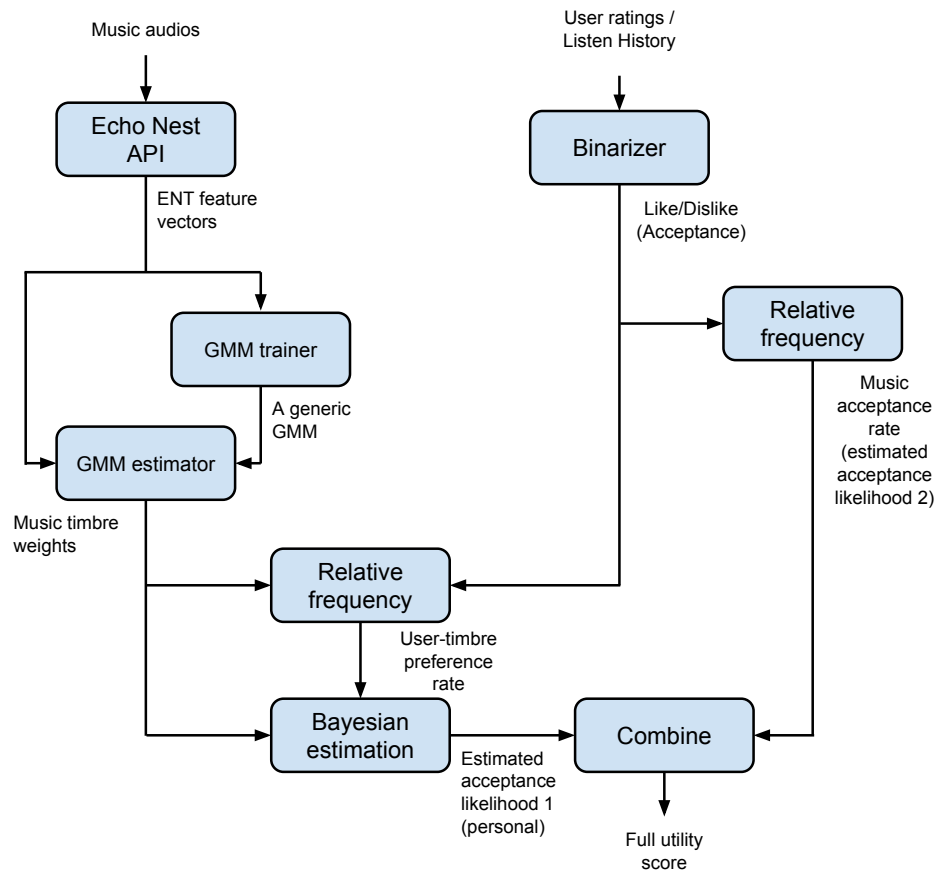 Music audios
User ratings /
Listen History
Echo Nest
API
Binarizer
ENT feature
vectors
Like/Dislike
(Acceptance)
Relative
frequency
GMM trainer
A generic
GMM
Music
acceptance
rate
(estimated
acceptance
likelihood 2)
GMM estimator
Music timbre
weights
Relative
frequency
User-timbre
preference
rate
Bayesian
estimation
Combine
Estimated
acceptance
likelihood 1
(personal)
Full utility
score